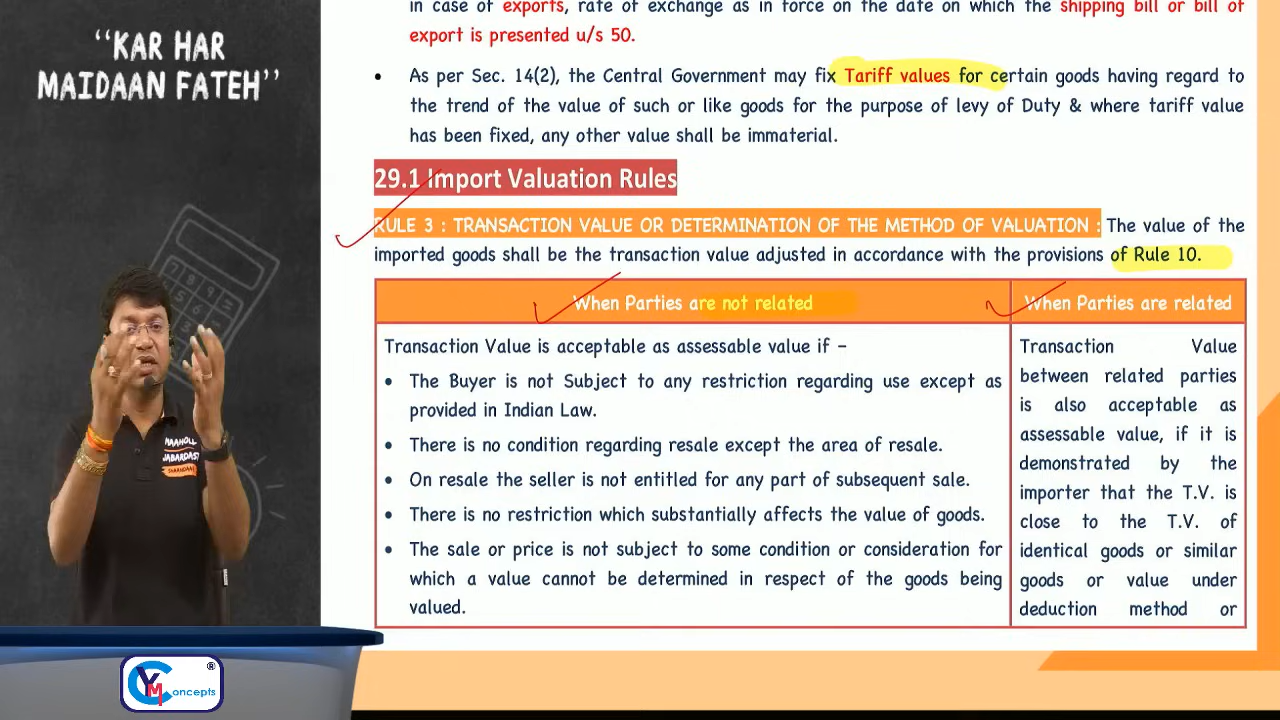 “KAR HAR
MAIDAAN FATEH”
in case of exports, rate of exchange as in force on the date on which the shipping bill or bill of
export is presented u/s 50.
• As per Sec. 14(2), the Central Government may fix Tariff values for certain goods having regard to
the trend of the value of such or like goods for the purpose of levy of Duty & where tariff value
has been fixed, any other value shall be immaterial.
29.1 Import Valuation Rules
RULE 3 : TRANSACTION VALUE OR DETERMINATION OF THE METHOD OF VALUATION : The value of the
imported goods shall be the transaction value adjusted in accordance with the provisions of Rule 10.
When Parties are not related
Transaction Value is acceptable as assessable value if –
• The Buyer is not Subject to any restriction regarding use except as
provided in Indian Law.
• There is no condition regarding resale except the area of resale.
• On resale the seller is not entitled for any part of subsequent sale.
• There is no restriction which substantially affects the value of goods.
• The sale or price is not subject to some condition or consideration for
which a value cannot be determined in respect of the goods being
valued.
When Parties are related
Transaction Value
between related parties
is also acceptable as
assessable value, if it is
demonstrated by the
importer that the T.V. is
close to the T.V. of
identical goods or similar
goods or value under
deduction method or
MAAHOLL
SHAANDAAR
YM Concepts ®